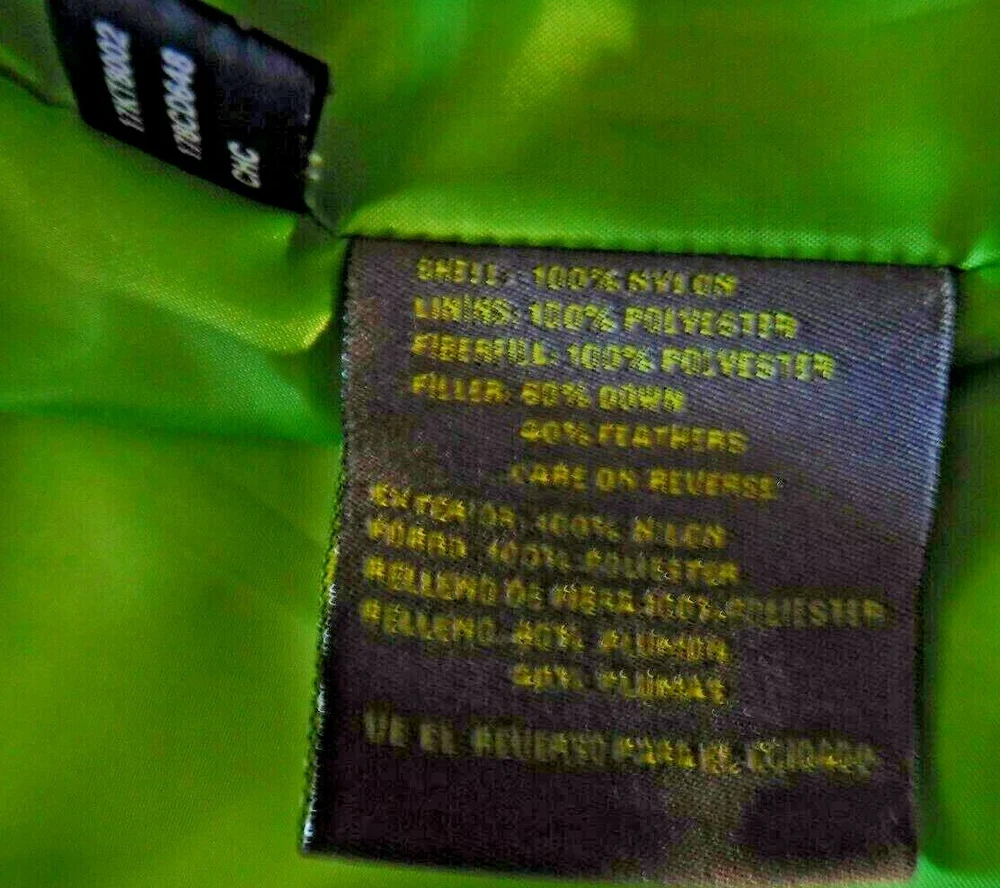 CHC
SHELL: 100% NYLON
LINING: 100% POLYESTER
FIBERFILL: 100% POLYESTER
FILLER: 60% DOWN
40% FEATHERS
CARE ON REVERSE
EXTERIOR: 100% NILON
FORRO: 100% POLIESTER
RELLENO DE FIBRA 100% POLIESTER
RELLENO: 60% PLUMON
40% PLUMAS
VE EL REVERSO PARA EL